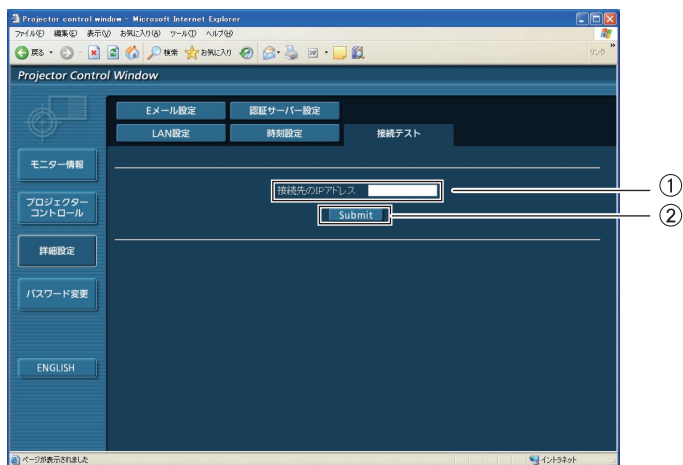 Projector control window - Microsoft Internet Explorer
ファイル(F) 編集(E) 表示(V) お気に入り(A) ツール(T) ヘルプ(H)
戻る 検索 お気に入り リンク »
Projector Control Window
Eメール設定 認証サーバー設定
LAN設定 時刻設定 接続テスト
モニター情報
接続先のIPアドレス ①
プロジェクター
コントロール
Submit ②
詳細設定
パスワード変更
ENGLISH
ページが表示されました イントラネット